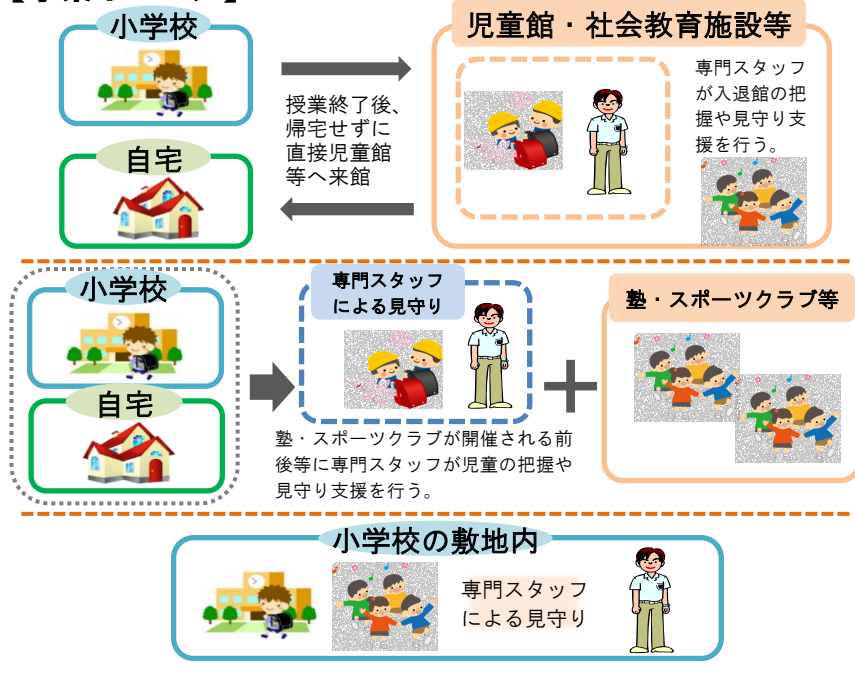 小学校
児童館・社会教育施設等
授業終了後、
帰宅せずに
直接児童館
等へ来館
専門スタッフ
が入退館の把
握や見守り支
援を行う。
自宅
小学校
自宅
専門スタッフ
による見守り
塾・スポーツクラブ等
塾・スポーツクラブが開催される前
後等に専門スタッフが児童の把握や
見守り支援を行う。
小学校の敷地内
専門スタッフ
による見守り